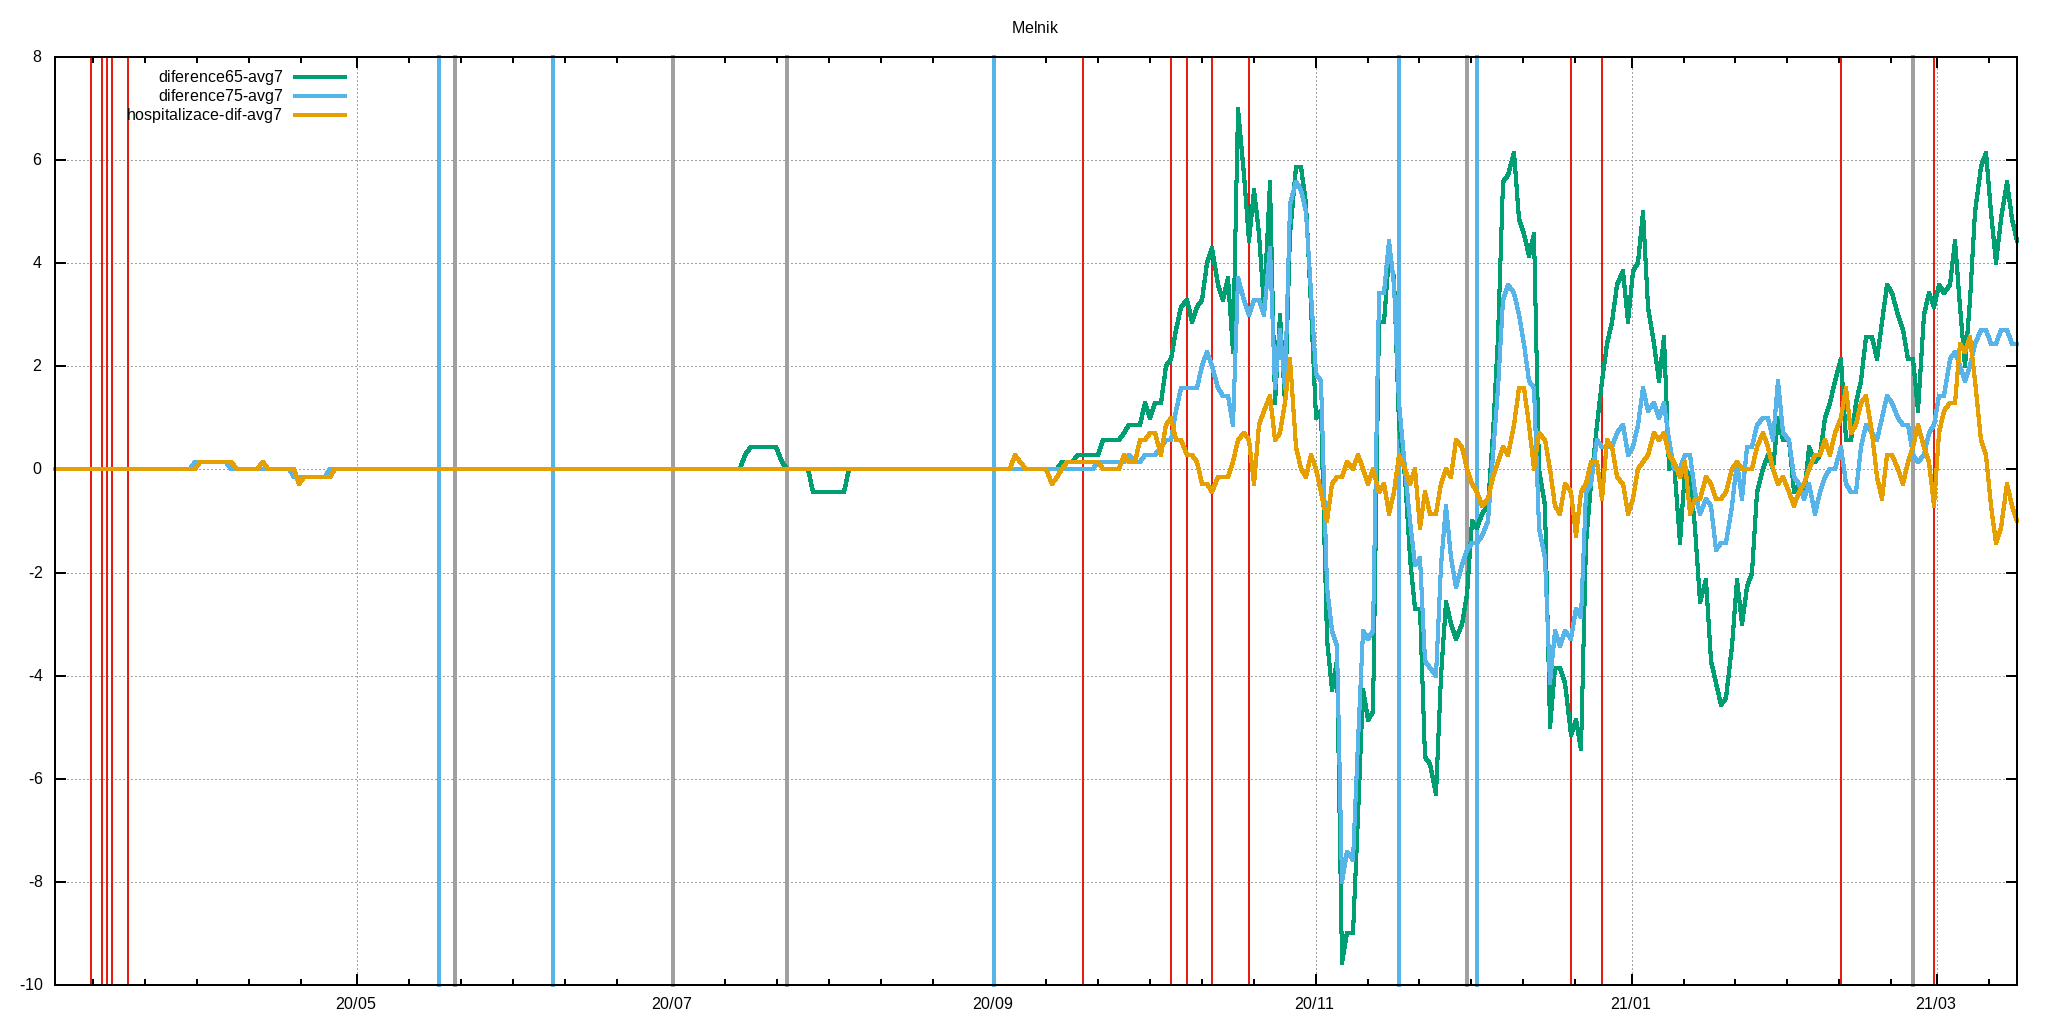 Melnik
diference65-avg7
diference75-avg7
hospitalizace-dif-avg7
8
6
4
2
0
-2
-4
-6
-8
-10
20/05 20/07 20/09 20/11 21/01 21/03